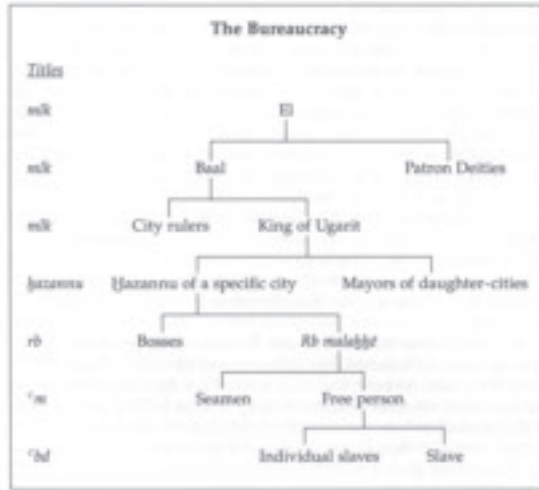 The Bureaucracy
Titles
mlk El
mlk Baal Patron Deities
mlk City rulers King of Ugarit
ḫazannu Ḫazannu of a specific city Mayors of daughter-cities
rb Bosses Rb malaḫḫē
ʿm Seamen Free person
ʿbd Individual slaves Slave